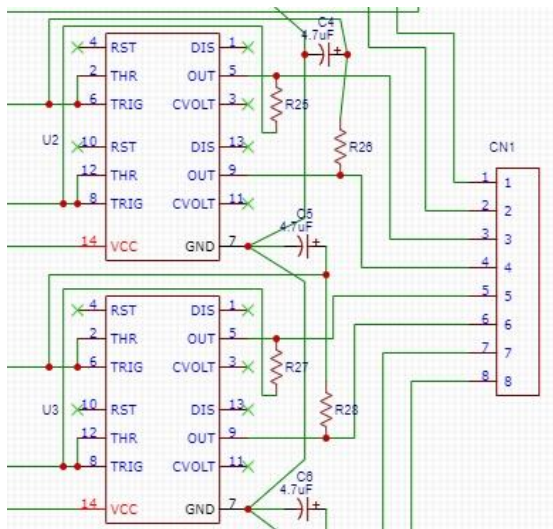 C4
4.7uF
4 RST DIS 1
2 THR OUT 5
6 TRIG CVOLT 3
R25
U2
10 RST DIS 13
R26
12 THR OUT 9
8 TRIG CVOLT 11
C5
4.7uF
14 VCC GND 7
CN1
1 1
2 2
3 3
4 4
5 5
6 6
7 7
8 8
4 RST DIS 1
2 THR OUT 5
6 TRIG CVOLT 3
R27
U3
10 RST DIS 13
R28
12 THR OUT 9
8 TRIG CVOLT 11
C6
4.7uF
14 VCC GND 7